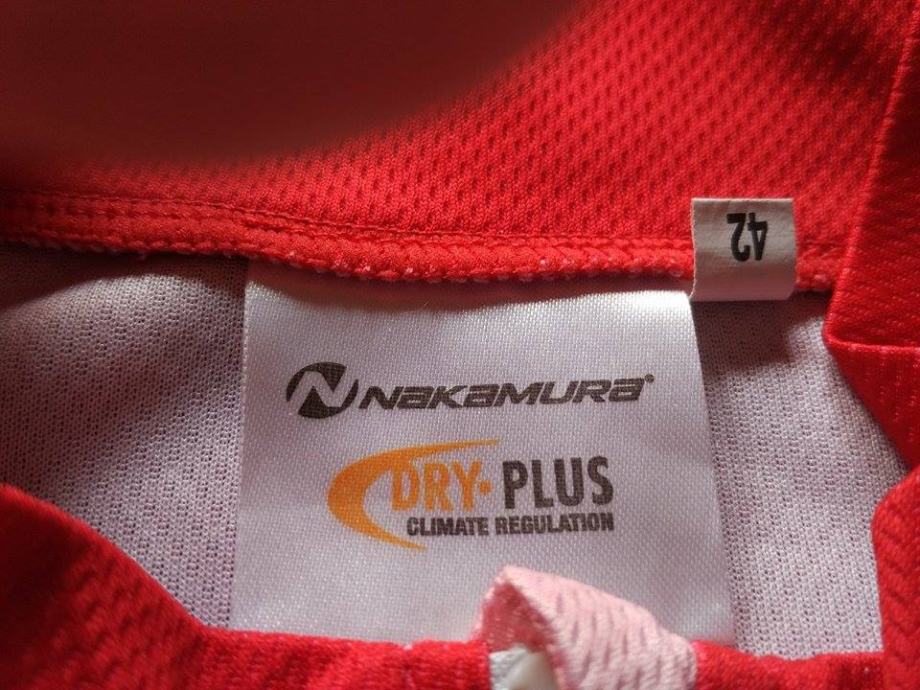 42
NAKAMURA®
DRY·PLUS
CLIMATE REGULATION